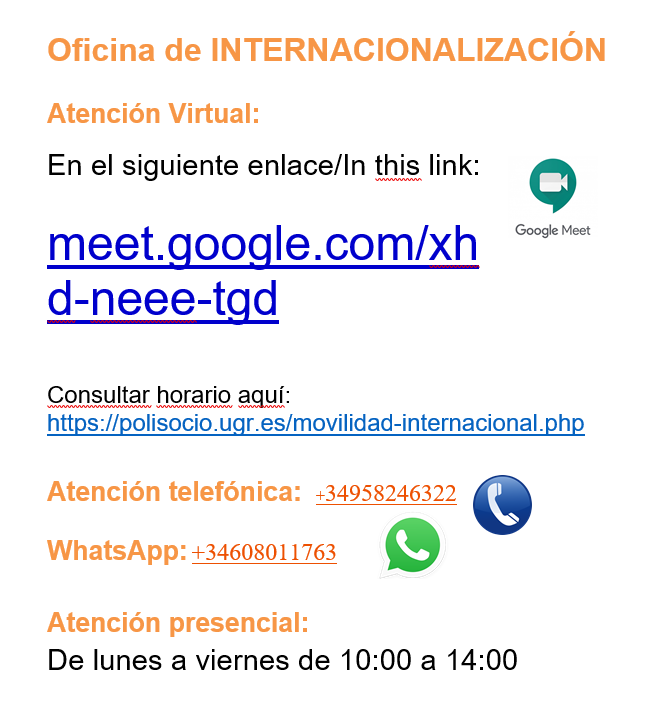 Oficina de INTERNACIONALIZACIÓN
Atención Virtual:
En el siguiente enlace/In this link:
Google Meet
meet.google.com/xh
d-neee-tgd
Consultar horario aquí:
https://polisocio.ugr.es/movilidad-internacional.php
Atención telefónica: +34958246322
WhatsApp: +34608011763
Atención presencial:
De lunes a viernes de 10:00 a 14:00